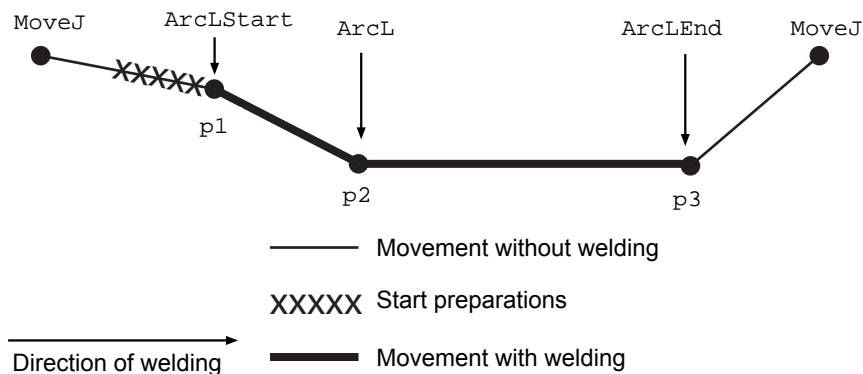 MoveJ
ArcLStart
ArcL
ArcLEnd
MoveJ
p1
p2
p3
Movement without welding
XXXXX
XXXXX Start preparations
Direction of welding
Movement with welding